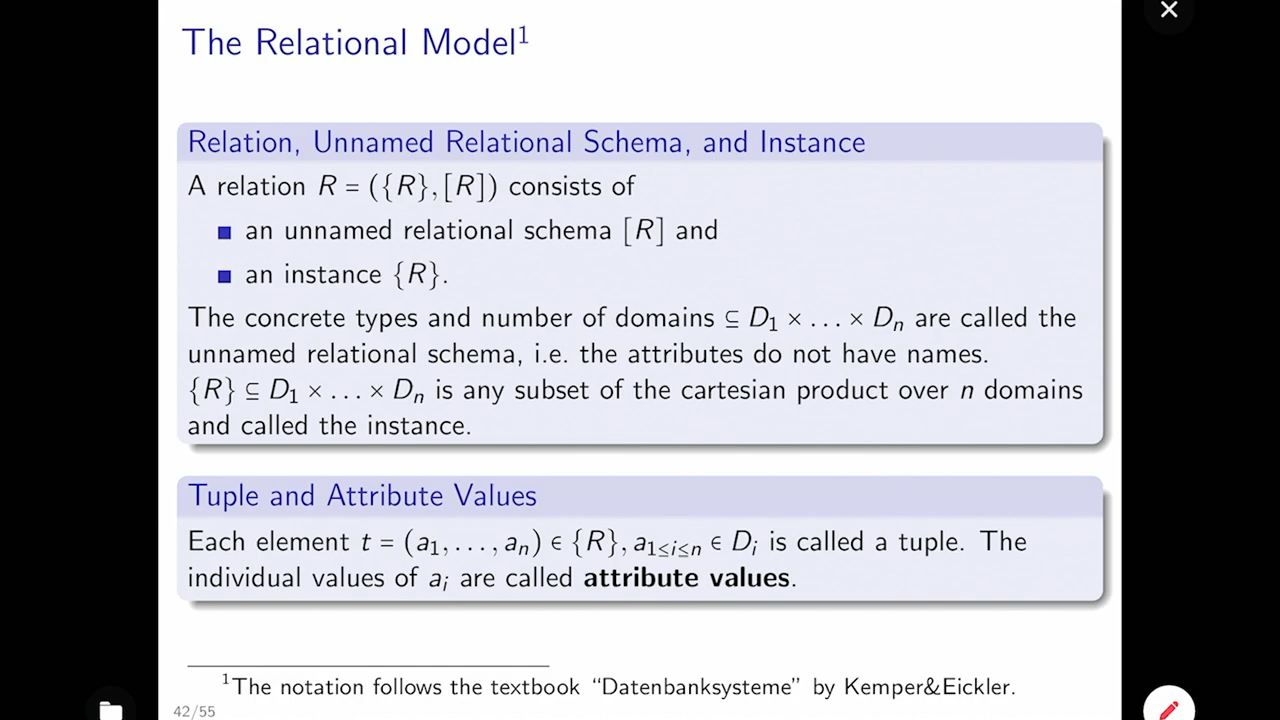 The Relational Model¹
Relation, Unnamed Relational Schema, and Instance
A relation R = ({R}, [R]) consists of
■ an unnamed relational schema [R] and
■ an instance {R}.
The concrete types and number of domains ⊆ D₁ × … × Dₙ are called the
unnamed relational schema, i.e. the attributes do not have names.
{R} ⊆ D₁ × … × Dₙ is any subset of the cartesian product over n domains
and called the instance.
Tuple and Attribute Values
Each element t = (a₁, …, aₙ) ∈ {R}, a₁≤ᵢ≤ₙ ∈ Dᵢ is called a tuple. The
individual values of aᵢ are called attribute values.
¹The notation follows the textbook “Datenbanksysteme” by Kemper&Eickler.
42/55